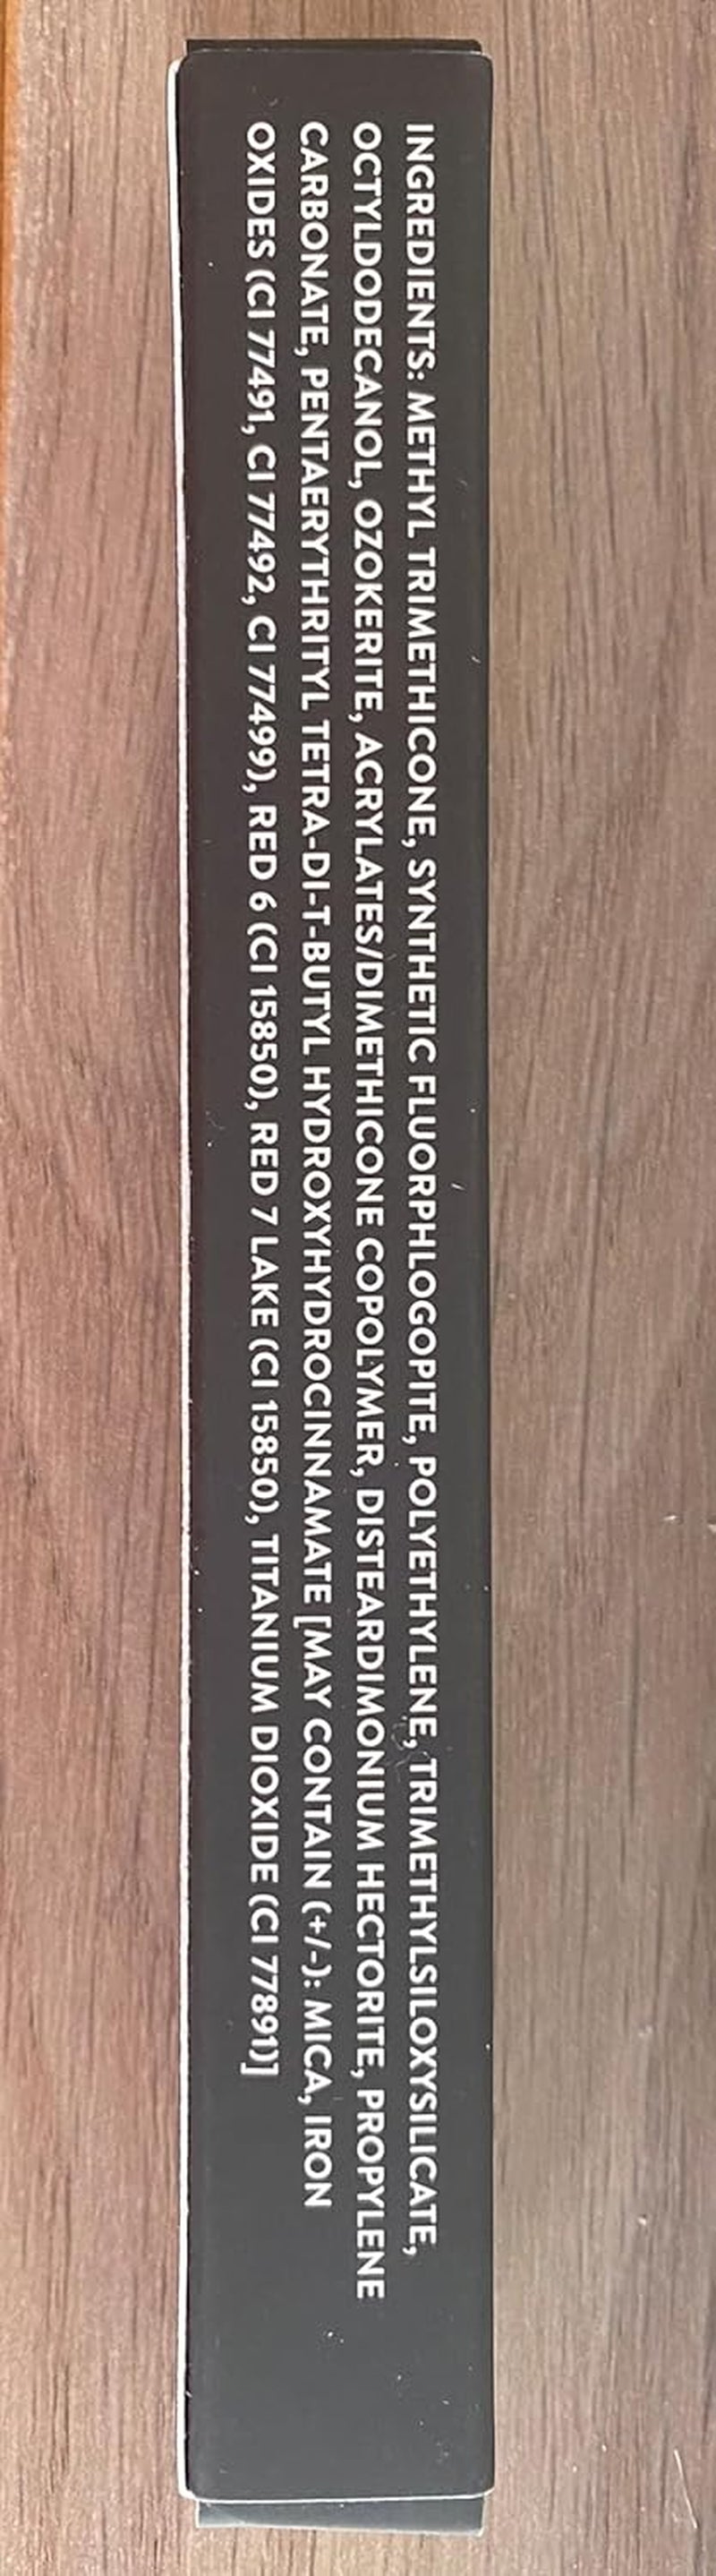 INGREDIENTS: METHYL TRIMETHICONE, SYNTHETIC FLUORPHLOGOPITE, POLYETHYLENE, TRIMETHYLSILOXYSILICATE,
OCTYLDODECANOL, OZOKERITE, ACRYLATES/DIMETHICONE COPOLYMER, DISTEARDIMONIUM HECTORITE, PROPYLENE
CARBONATE, PENTAERYTHRITYL TETRA-DI-T-BUTYL HYDROXYHYDROCINNAMATE [MAY CONTAIN (+/-): MICA, IRON
OXIDES (CI 77491, CI 77492, CI 77499), RED 6 (CI 15850), RED 7 LAKE (CI 15850), TITANIUM DIOXIDE (CI 77891)]